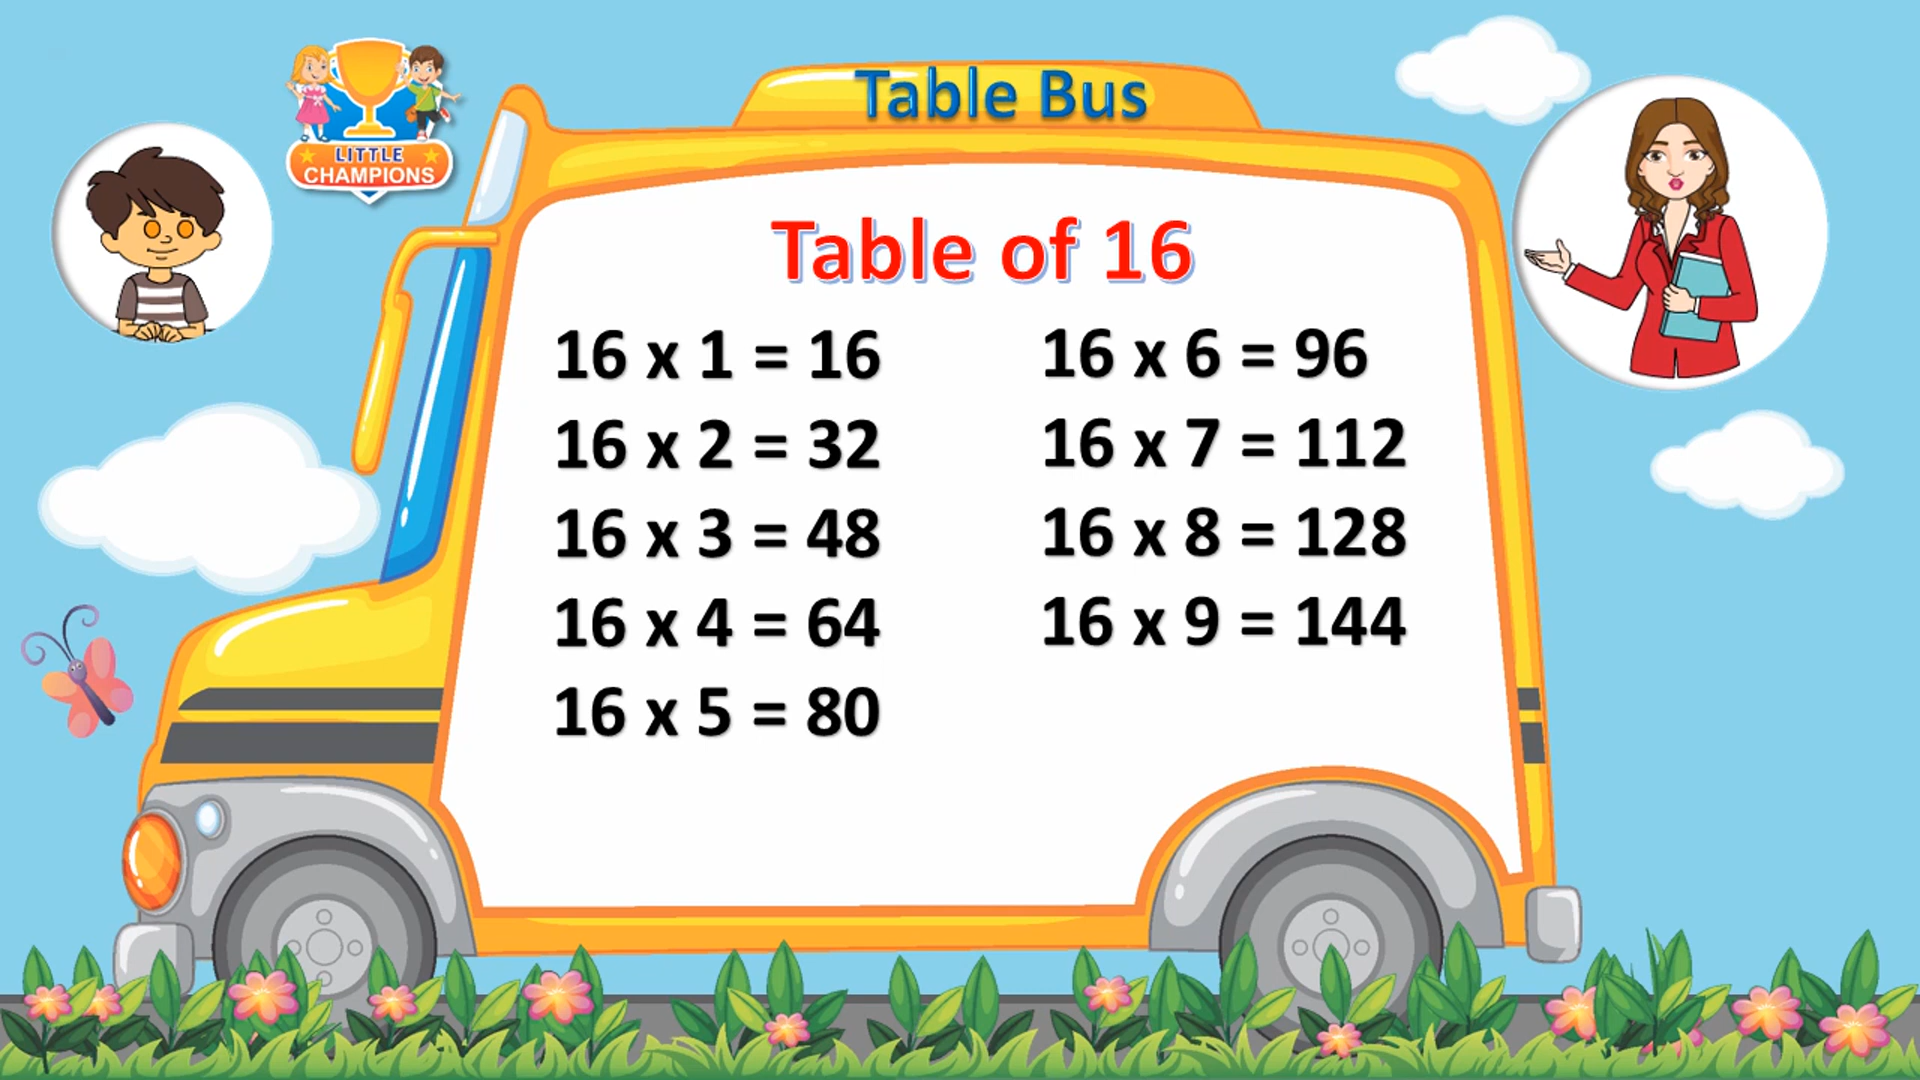 Table Bus
LITTLE
CHAMPIONS
Table of 16
16 x 1 = 16
16 x 2 = 32
16 x 3 = 48
16 x 4 = 64
16 x 5 = 80
16 x 6 = 96
16 x 7 = 112
16 x 8 = 128
16 x 9 = 144